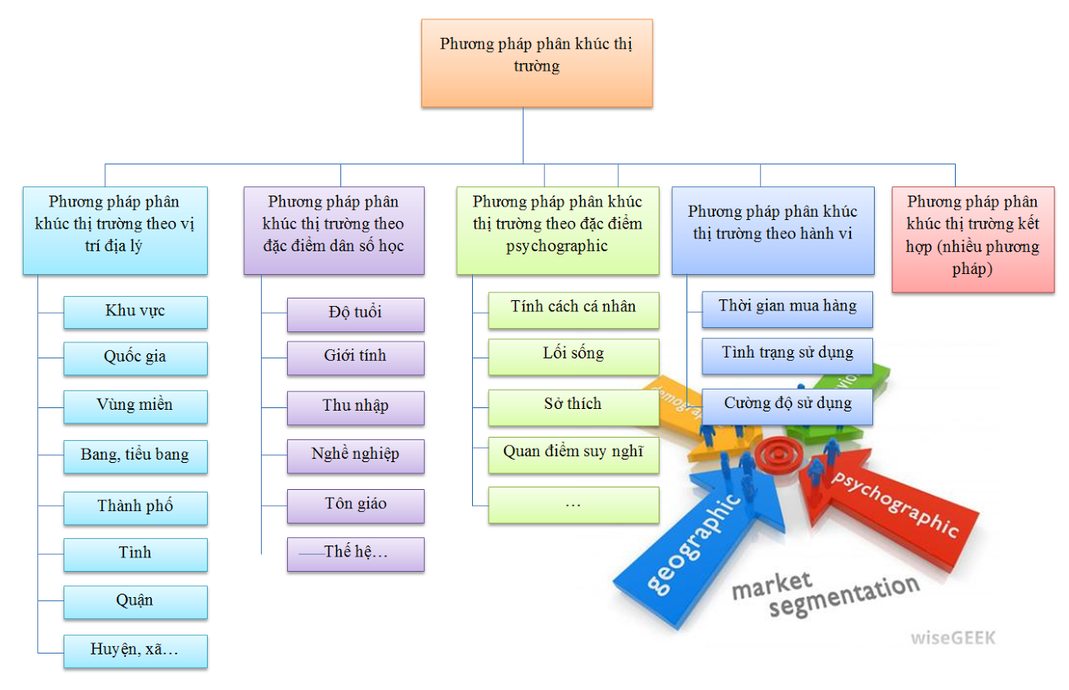 Phương pháp phân khúc thị
trường
Phương pháp phân
khúc thị trường theo vị
trí địa lý
Khu vực
Quốc gia
Vùng miền
Bang, tiểu bang
Thành phố
Tỉnh
Quận
Huyện, xã…
Phương pháp phân
khúc thị trường theo
đặc điểm dân số học
Độ tuổi
Giới tính
Thu nhập
Nghề nghiệp
Tôn giáo
Thế hệ…
Phương pháp phân khúc
thị trường theo đặc điểm
psychographic
Tính cách cá nhân
Lối sống
Sở thích
Quan điểm suy nghĩ
…
Phương pháp phân khúc
thị trường theo hành vi
Thời gian mua hàng
Tình trạng sử dụng
Cường độ sử dụng
Phương pháp phân
khúc thị trường kết
hợp (nhiều phương
pháp)
geographic
psychographic
market
segmentation
wiseGEEK